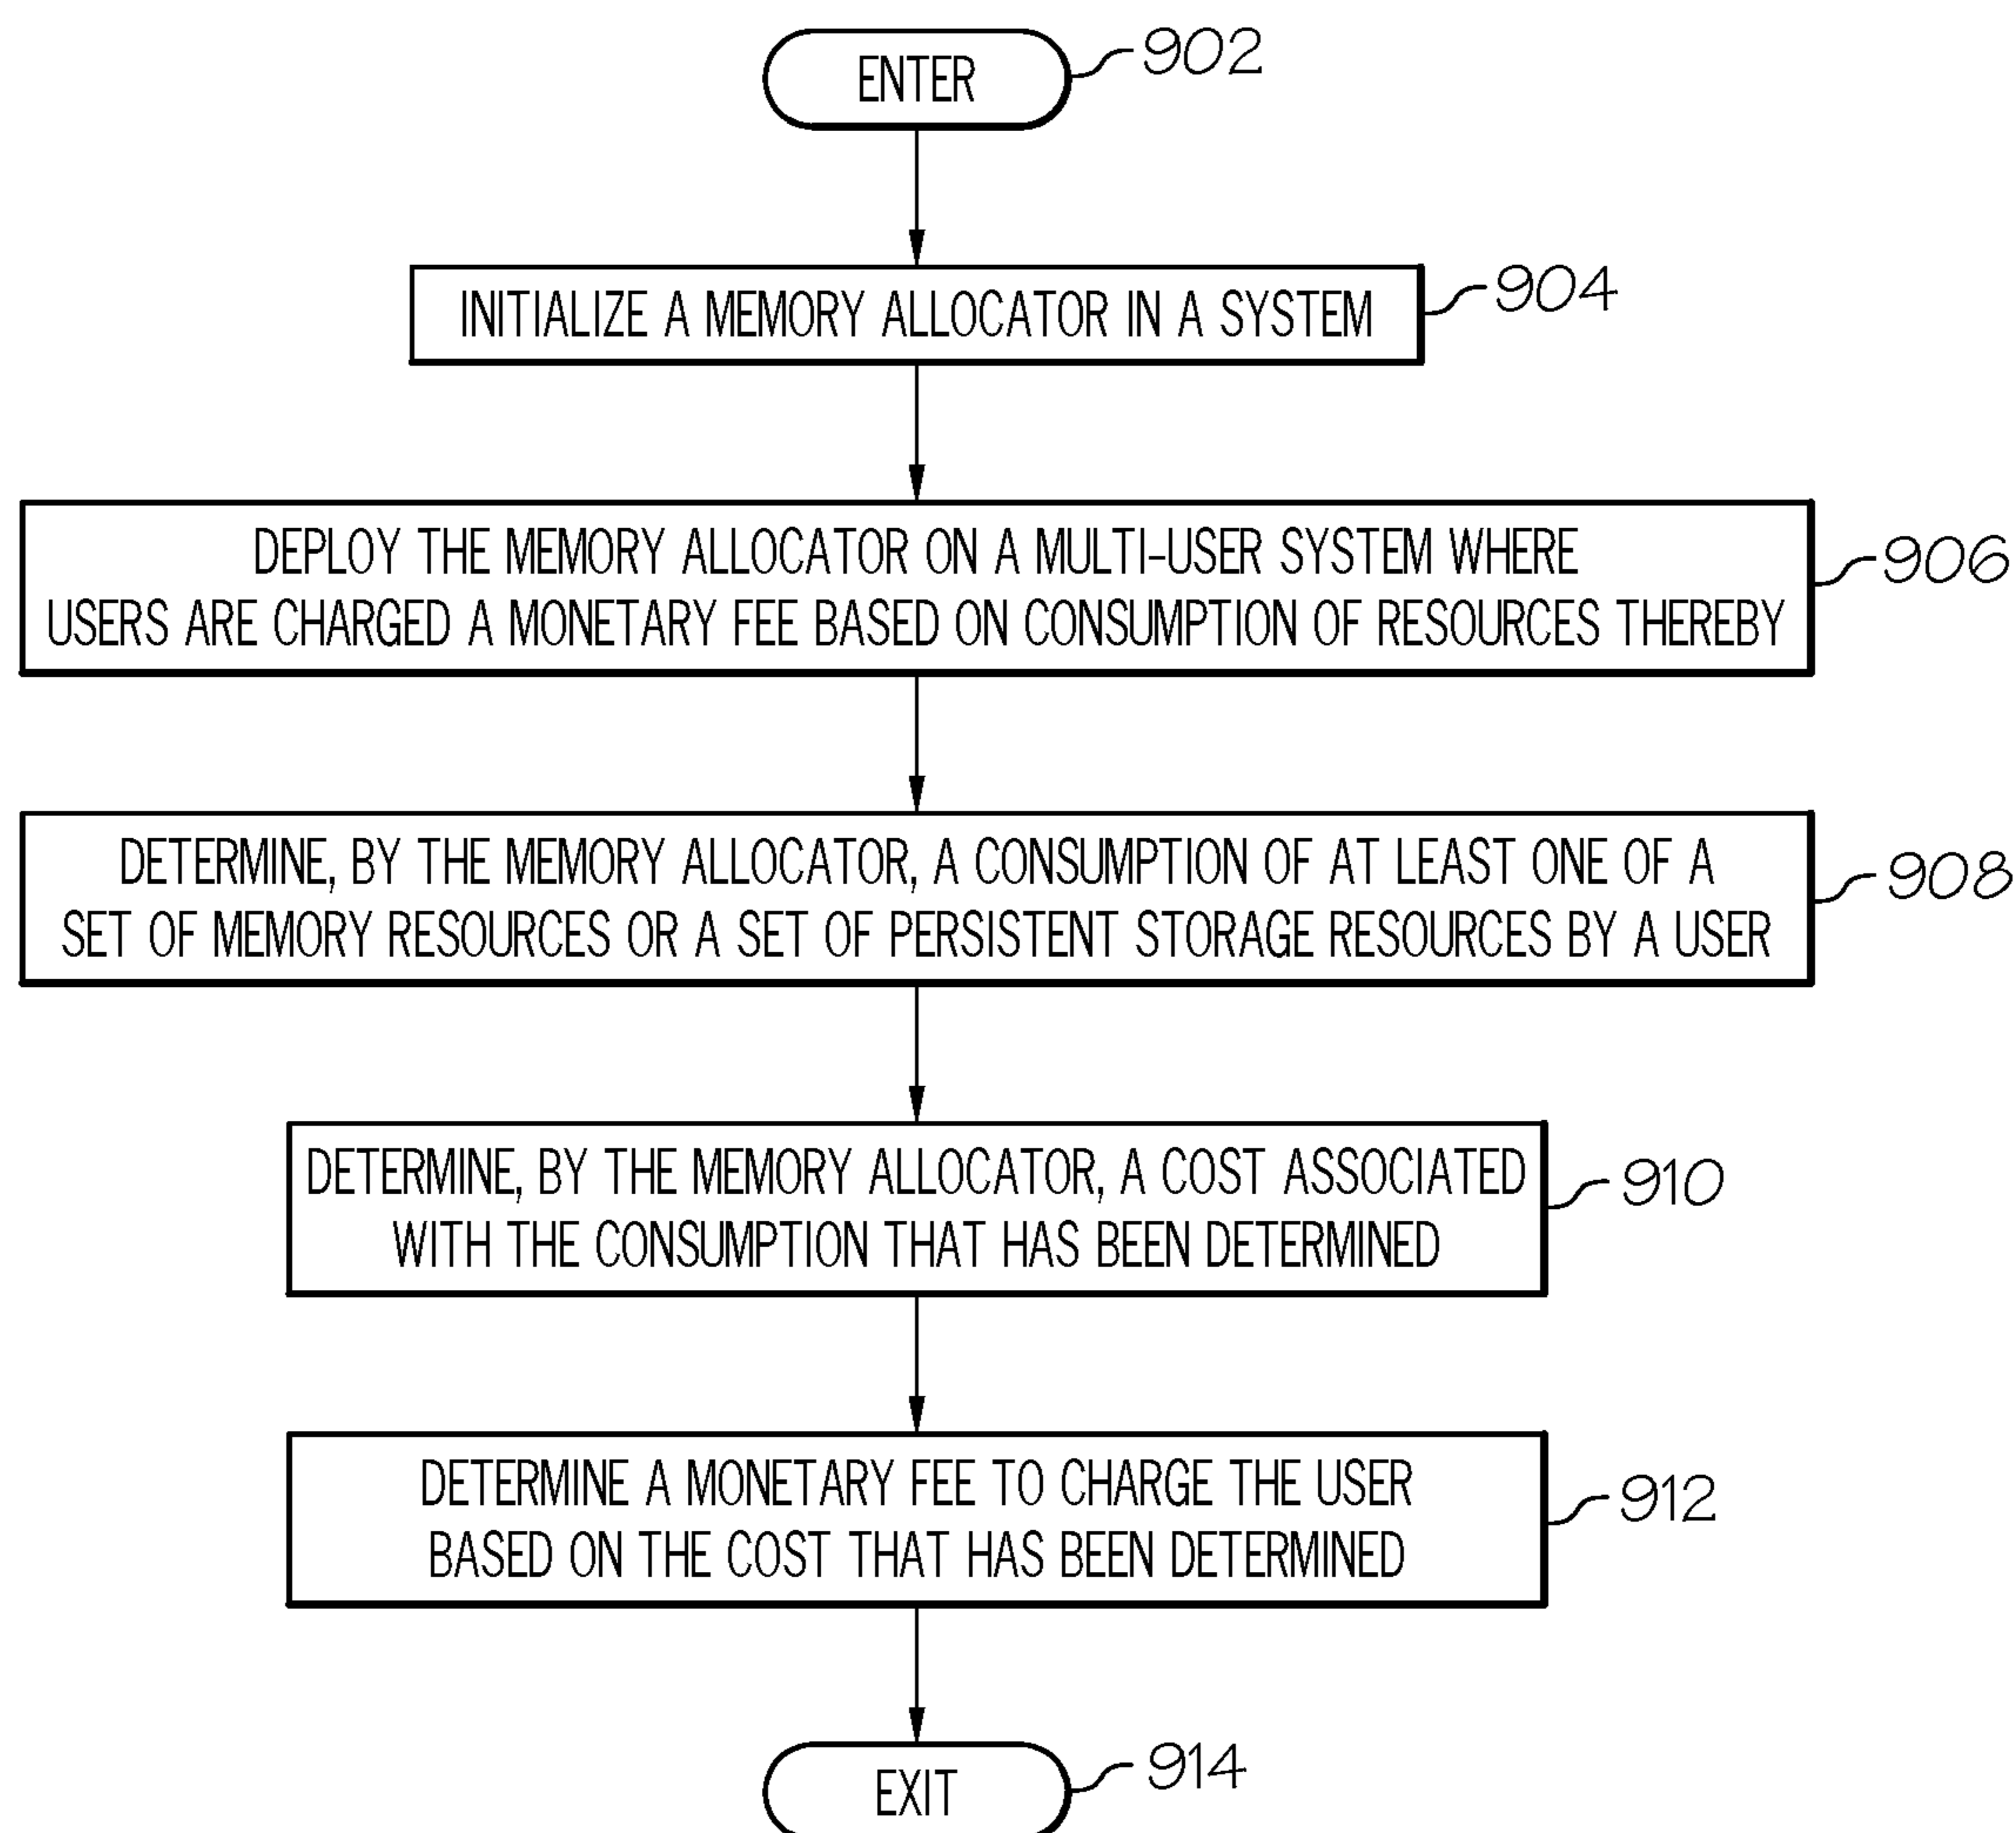 ENTER
902
INITIALIZE A MEMORY ALLOCATOR IN A SYSTEM
904
DEPLOY THE MEMORY ALLOCATOR ON A MULTI-USER SYSTEM WHERE
USERS ARE CHARGED A MONETARY FEE BASED ON CONSUMPTION OF RESOURCES THEREBY
906
DETERMINE, BY THE MEMORY ALLOCATOR, A CONSUMPTION OF AT LEAST ONE OF A
SET OF MEMORY RESOURCES OR A SET OF PERSISTENT STORAGE RESOURCES BY A USER
908
DETERMINE, BY THE MEMORY ALLOCATOR, A COST ASSOCIATED
WITH THE CONSUMPTION THAT HAS BEEN DETERMINED
910
DETERMINE A MONETARY FEE TO CHARGE THE USER
BASED ON THE COST THAT HAS BEEN DETERMINED
912
EXIT
914